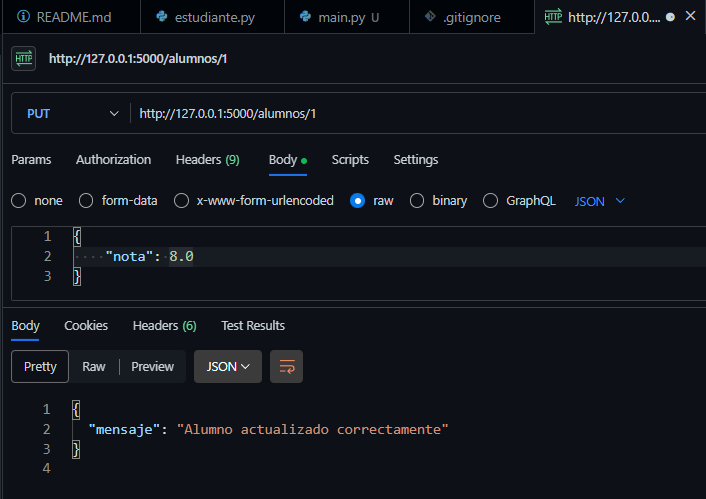 README.md estudiante.py main.py U .gitignore http://127.0.0....
HTTP http://127.0.0.1:5000/alumnos/1
PUT http://127.0.0.1:5000/alumnos/1
Params Authorization Headers (9) Body Scripts Settings
none form-data x-www-form-urlencoded raw binary GraphQL JSON
1 {
2 ····"nota":·8.0
3 }
Body Cookies Headers (6) Test Results
Pretty Raw Preview JSON
1 {
2 "mensaje": "Alumno actualizado correctamente"
3 }
4